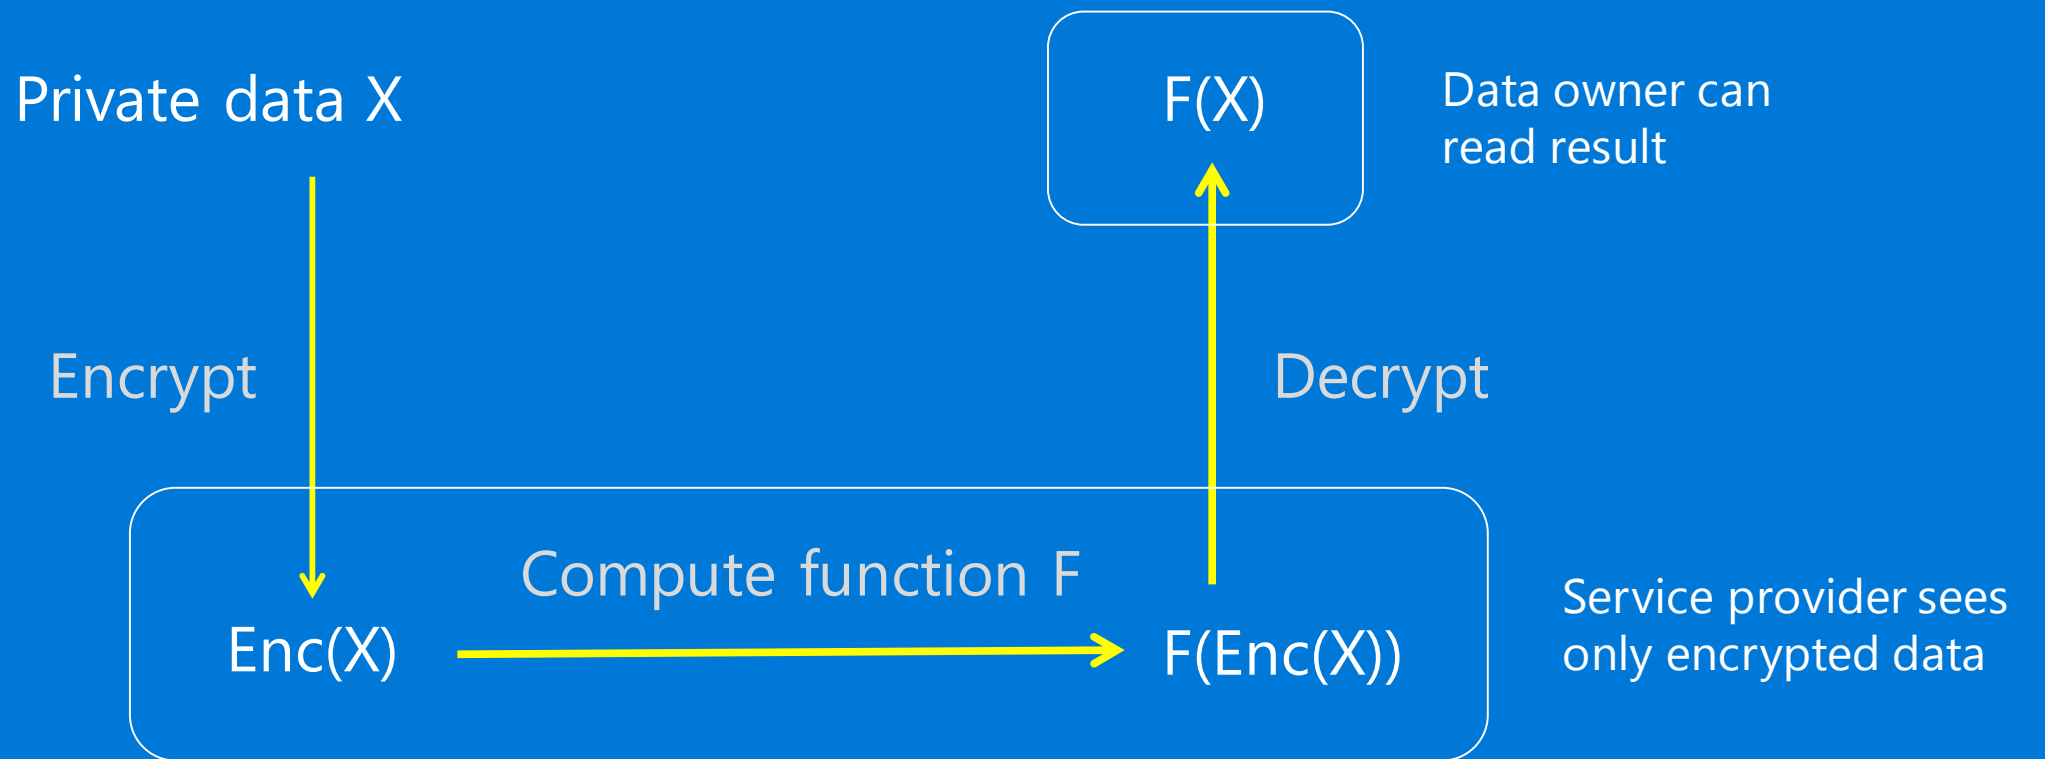 Private data X
F(X)
Data owner can
read result
Encrypt
Decrypt
Compute function F
Enc(X)
F(Enc(X))
Service provider sees
only encrypted data